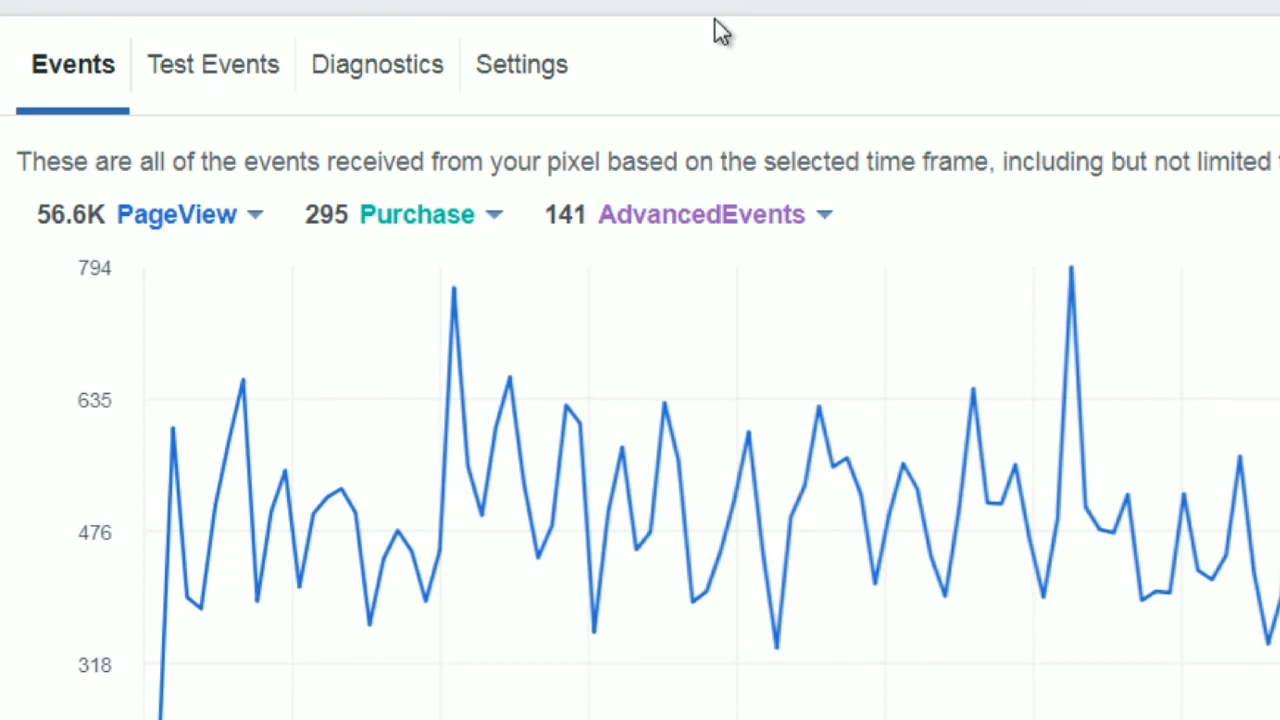 Events Test Events Diagnostics Settings
These are all of the events received from your pixel based on the selected time frame, including but not limited
56.6K PageView 295 Purchase 141 AdvancedEvents
794
635
476
318